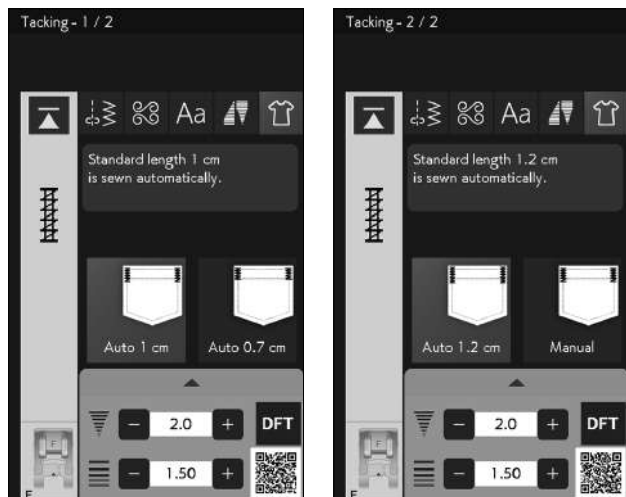 Tacking - 1 / 2
Aa
Standard length 1 cm
is sewn automatically.
Auto 1 cm
Auto 0.7 cm
2.0
DFT
1.50
F
F
Tacking - 2 / 2
Aa
Standard length 1.2 cm
is sewn automatically.
Auto 1.2 cm
Manual
2.0
DFT
1.50
F
F